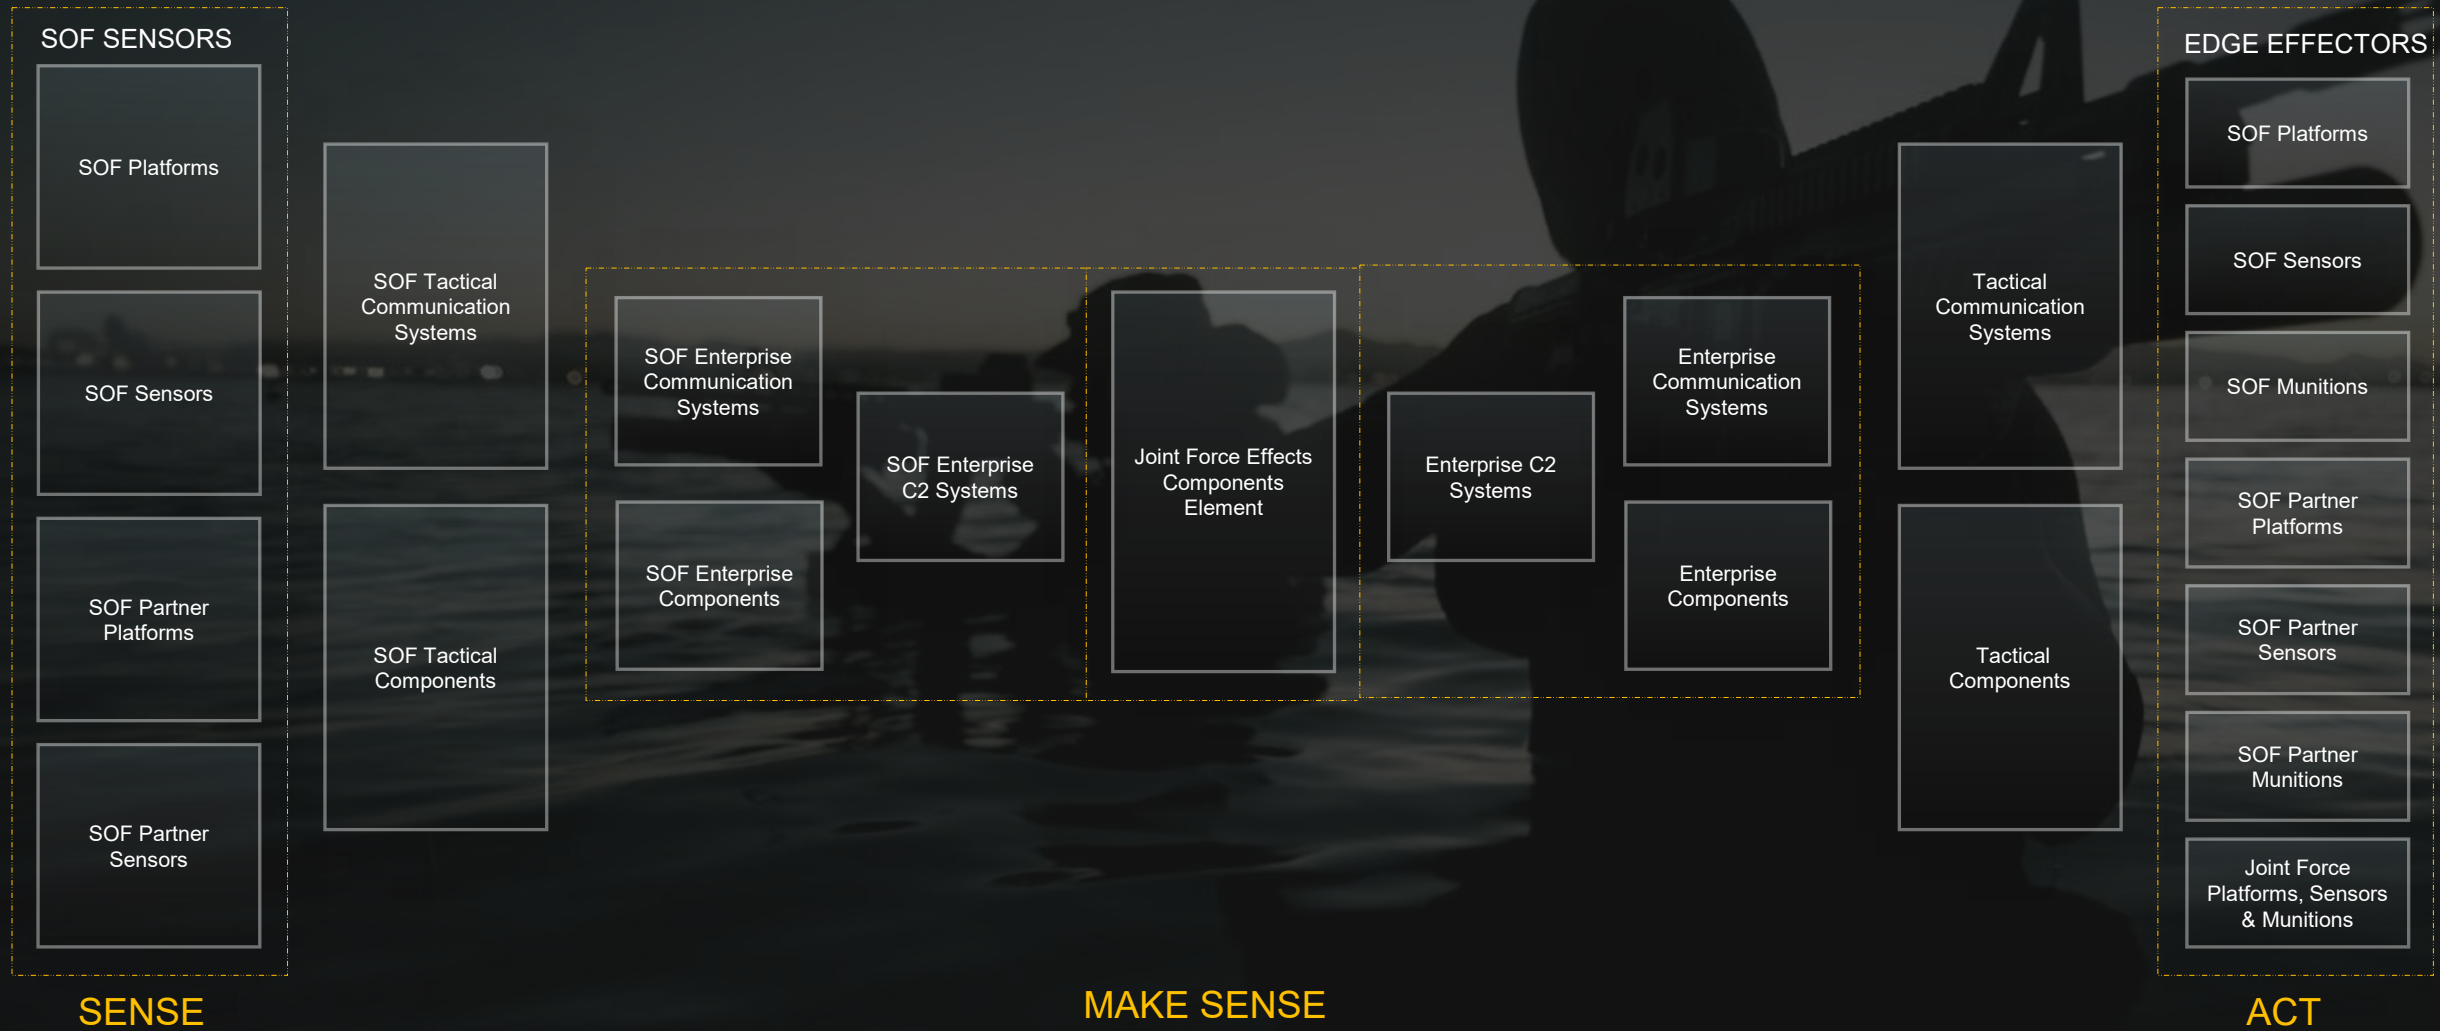 SOF SENSORS
SOF Platforms
SOF Sensors
SOF Partner
Platforms
SOF Partner
Sensors
SOF Tactical
Communication
Systems
SOF Tactical
Components
SOF Enterprise
Communication
Systems
SOF Enterprise
Components
SOF Enterprise
C2 Systems
Joint Force Effects
Components
Element
Enterprise C2
Systems
Enterprise
Communication
Systems
Enterprise
Components
Tactical
Communication
Systems
Tactical
Components
EDGE EFFECTORS
SOF Platforms
SOF Sensors
SOF Munitions
SOF Partner
Platforms
SOF Partner
Sensors
SOF Partner
Munitions
Joint Force
Platforms, Sensors
& Munitions
SENSE
MAKE SENSE
ACT